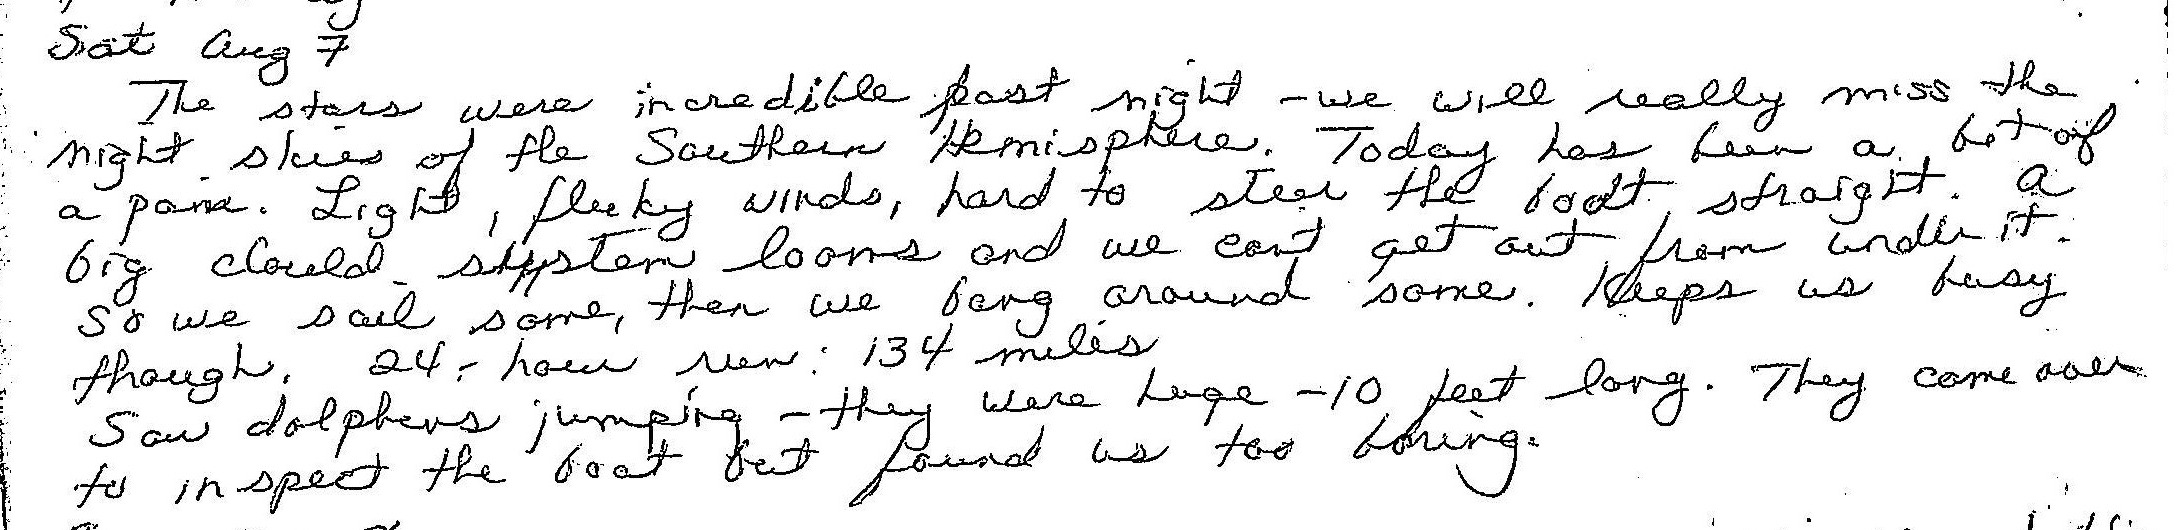 Sat Aug 7
The stars were incredible past night - we will really miss the
night skies of the Southern Hemisphere. Today has been a bit of
a pain. Light, fluky winds, hard to steer the boat straight. A
big clould system looms and we cant get out from under it.
So we sail some, then we bang around some. Keeps us busy
though. 24-hour run: 134 miles
Saw dolphins jumping - they were huge - 10 feet long. They came over
to inspect the boat but found us too boring.